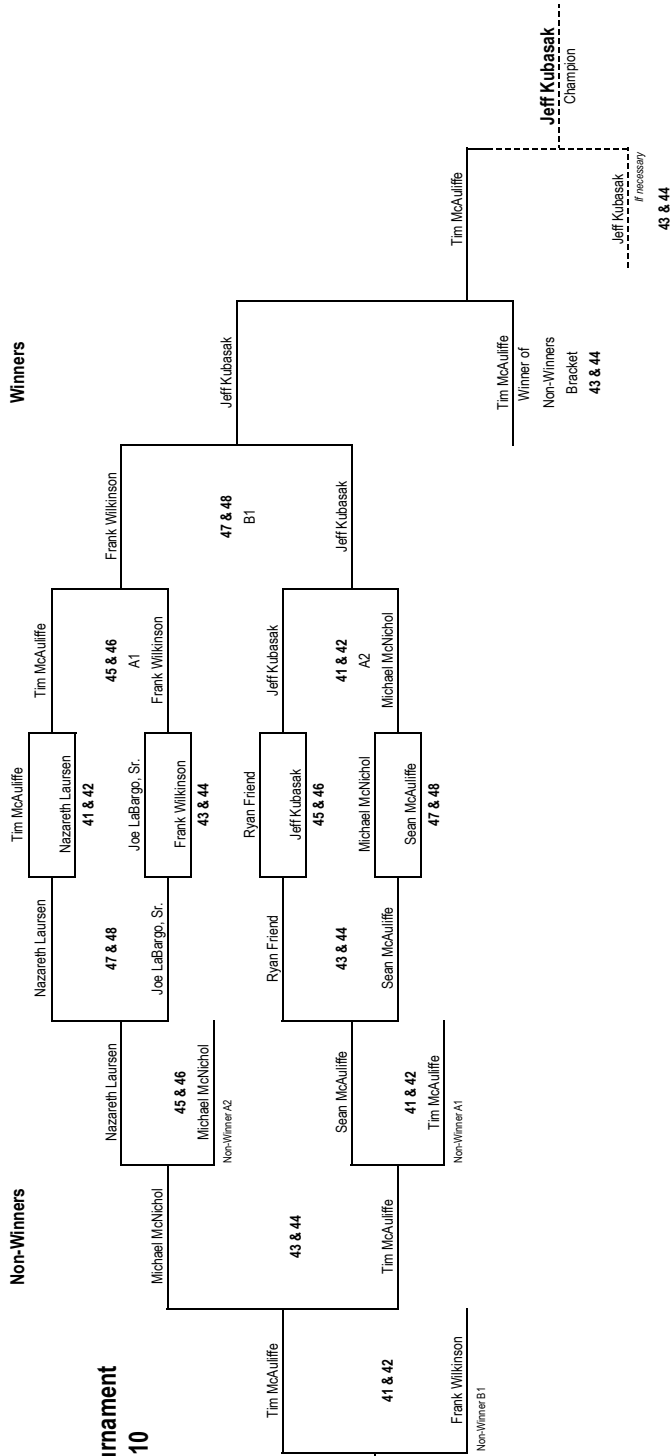 Non-Winners
Winners
urnament
10
Tim McAuliffe
41 & 42
Frank Wilkinson
Non-Winner B1
Michael McNichol
43 & 44
Tim McAuliffe
Nazareth Laursen
45 & 46
Michael McNichol
Non-Winner A2
Sean McAuliffe
41 & 42
Tim McAuliffe
Non-Winner A1
Nazareth Laursen
47 & 48
Joe LaBargo, Sr.
Ryan Friend
43 & 44
Sean McAuliffe
Tim McAuliffe
Nazareth Laursen
41 & 42
Joe LaBargo, Sr.
Frank Wilkinson
43 & 44
Ryan Friend
Jeff Kubasak
45 & 46
Michael McNichol
Sean McAuliffe
47 & 48
Tim McAuliffe
45 & 46
A1
Frank Wilkinson
Jeff Kubasak
41 & 42
A2
Michael McNichol
Frank Wilkinson
47 & 48
B1
Jeff Kubasak
Jeff Kubasak
Tim McAuliffe
Winner of
Non-Winners
Bracket
43 & 44
Tim McAuliffe
Jeff Kubasak
If necessary
43 & 44
Jeff Kubasak
Champion